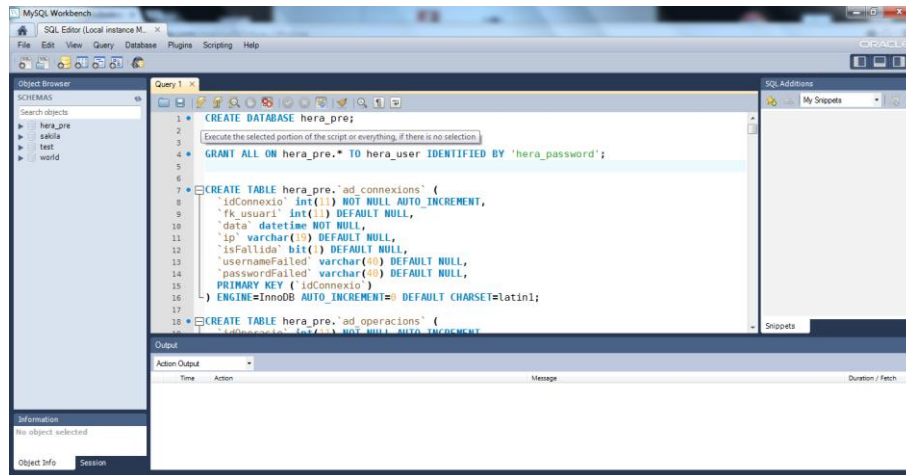 MySQL Workbench
SQL Editor (Local instance M... ×
File Edit View Query Database Plugins Scripting Help
ORACLE
Object Browser
SCHEMAS
Search objects
hera_pre
sakila
test
world
Information
No object selected
Object Info Session
Query 1 ×
1 CREATE DATABASE hera_pre;
2
Execute the selected portion of the script or everything, if there is no selection
3
4 GRANT ALL ON hera_pre.* TO hera_user IDENTIFIED BY 'hera_password';
5
6
7 CREATE TABLE hera_pre.`ad_connexions` (
8 `idConnexio` int(11) NOT NULL AUTO_INCREMENT,
9 `fk_usuari` int(11) DEFAULT NULL,
10 `data` datetime NOT NULL,
11 `ip` varchar(19) DEFAULT NULL,
12 `isFallida` bit(1) DEFAULT NULL,
13 `usernameFailed` varchar(40) DEFAULT NULL,
14 `passwordFailed` varchar(40) DEFAULT NULL,
15 PRIMARY KEY (`idConnexio`)
16 ) ENGINE=InnoDB AUTO_INCREMENT=0 DEFAULT CHARSET=latin1;
17
18 CREATE TABLE hera_pre.`ad_operacions` (
`idOperacio` int(11) NOT NULL AUTO_INCREMENT,
SQL Additions
My Snippets
Snippets
Output
Action Output
Time Action Message Duration / Fetch